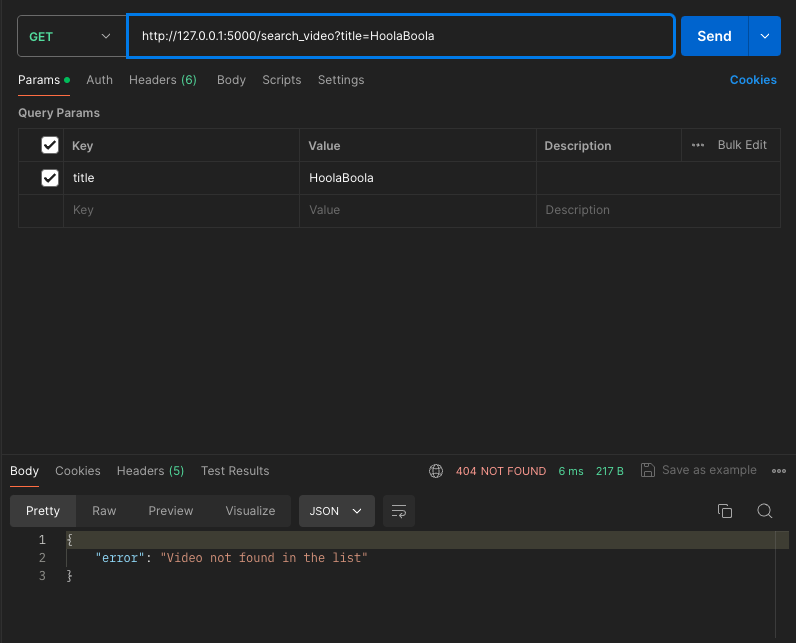 GET http://127.0.0.1:5000/search_video?title=HoolaBoola Send
Params Auth Headers (6) Body Scripts Settings Cookies
Query Params
Key Value Description ••• Bulk Edit
title HoolaBoola
Key Value Description
Body Cookies Headers (5) Test Results 404 NOT FOUND 6 ms 217 B Save as example •••
Pretty Raw Preview Visualize JSON
1 {
2 "error": "Video not found in the list"
3 }